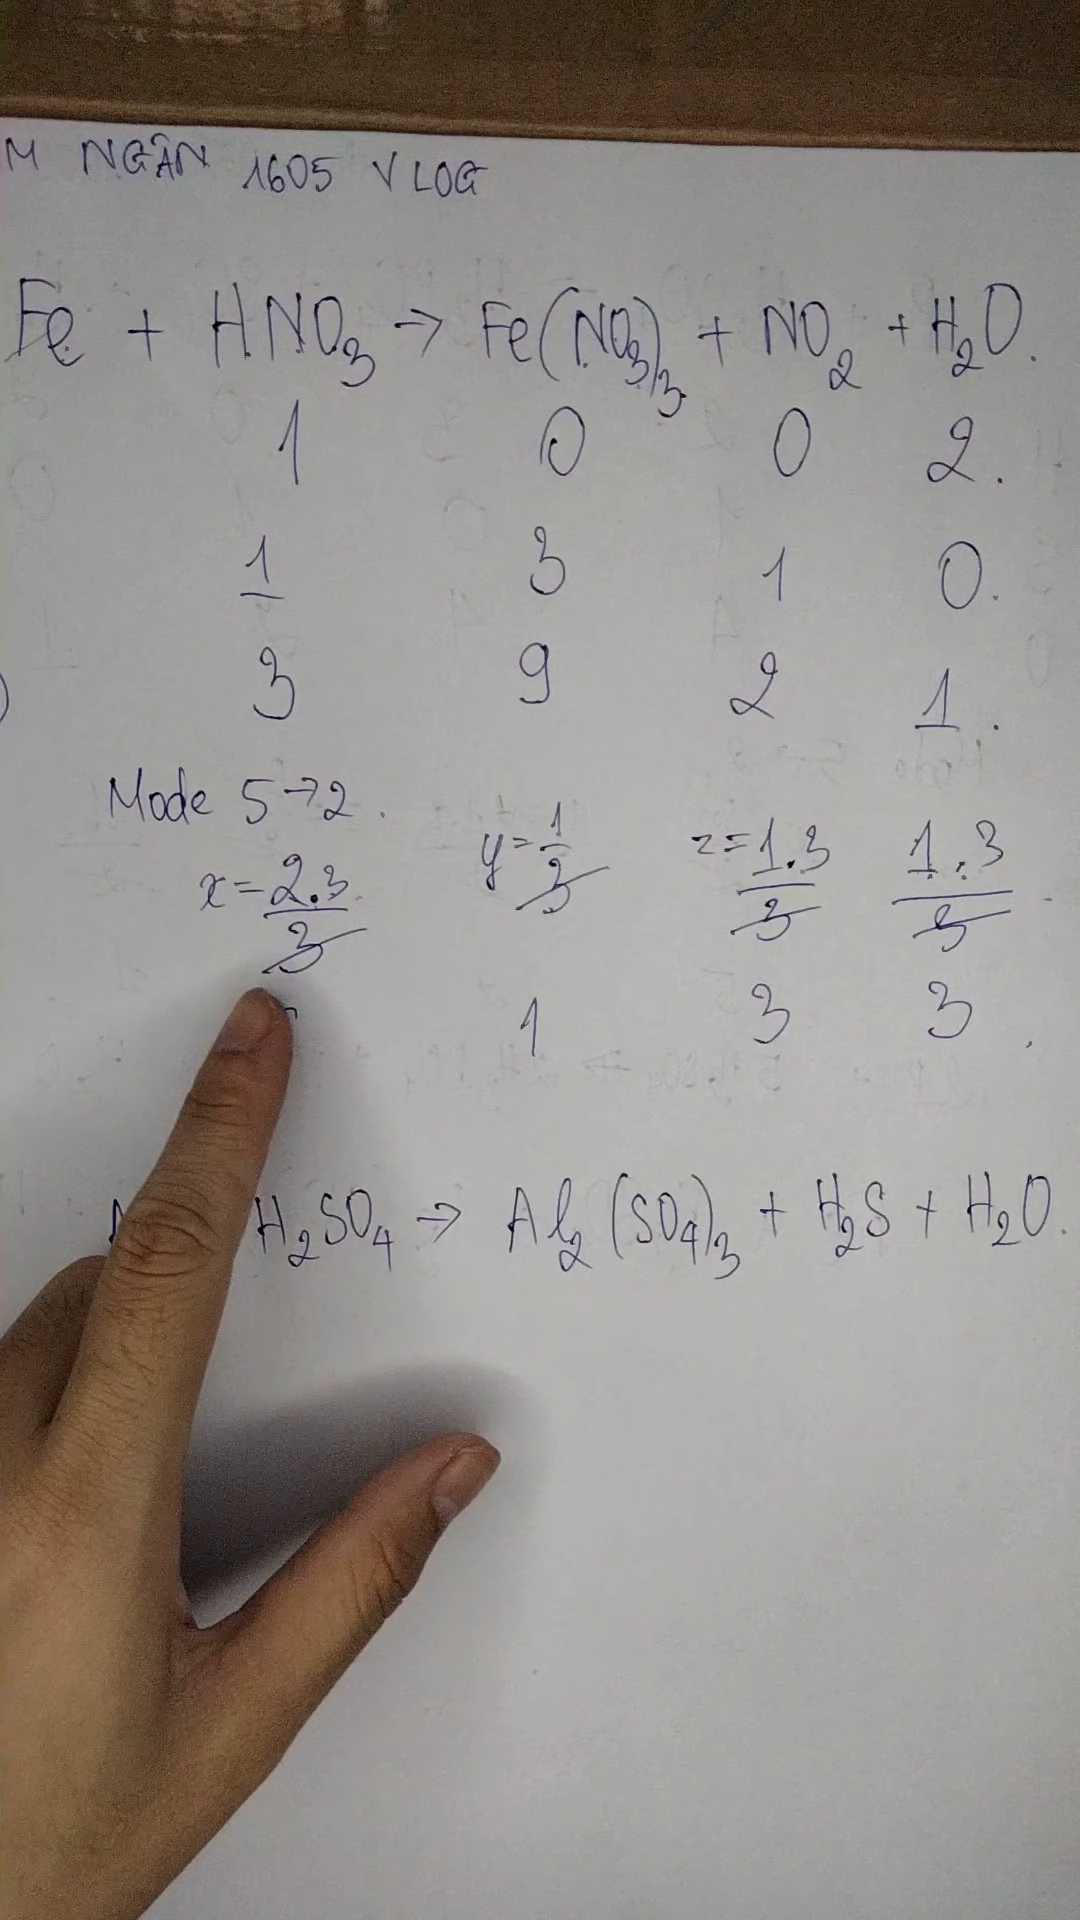 M NGÂN 1605 VLOG
Fe + HNO3 → Fe(NO3)3 + NO2 + H2O.
1 0 0 2.
1 3 1 0.
3 9 2 1.
Mode 5→2.
x=2.3/3 y=1/3 z=1.3/3 1.3/3
1 3 3
H2SO4 → Al2(SO4)3 + H2S + H2O.